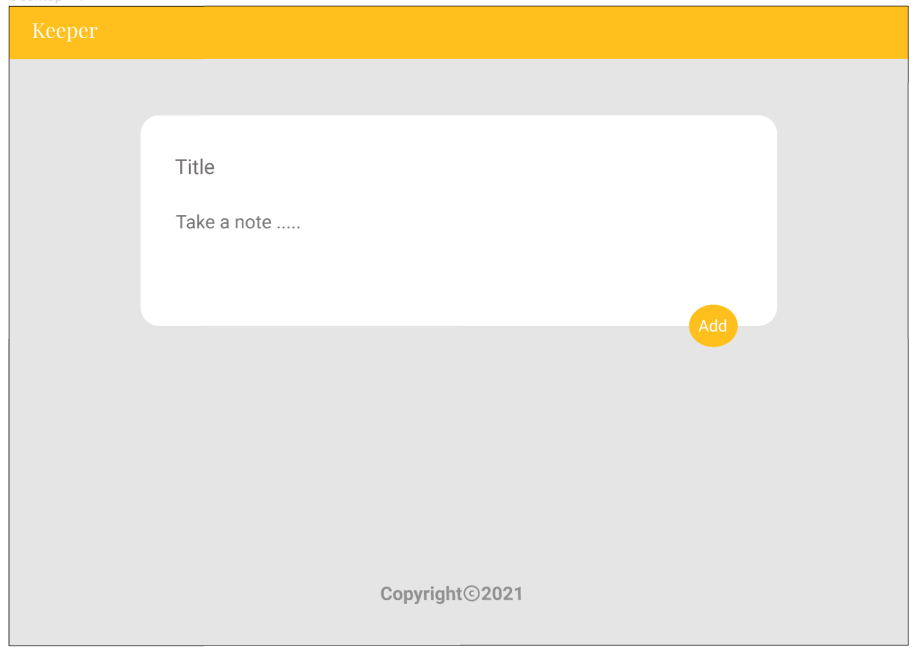 Keeper
Title
Take a note .....
Add
Copyright©2021